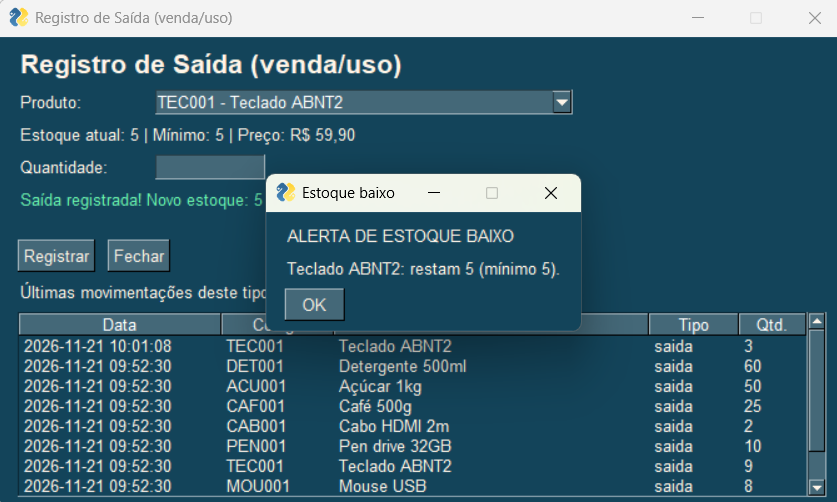 Registro de Saída (venda/uso)
Registro de Saída (venda/uso)
Produto: TEC001 - Teclado ABNT2
Estoque atual: 5 | Mínimo: 5 | Preço: R$ 59,90
Quantidade:
Saída registrada! Novo estoque: 5
Estoque baixo
ALERTA DE ESTOQUE BAIXO
Teclado ABNT2: restam 5 (mínimo 5).
OK
Registrar Fechar
Últimas movimentações deste tipo
Data Tipo Qtd.
2026-11-21 10:01:08 TEC001 Teclado ABNT2 saida 3
2026-11-21 09:52:30 DET001 Detergente 500ml saida 60
2026-11-21 09:52:30 ACU001 Açúcar 1kg saida 50
2026-11-21 09:52:30 CAF001 Café 500g saida 25
2026-11-21 09:52:30 CAB001 Cabo HDMI 2m saida 2
2026-11-21 09:52:30 PEN001 Pen drive 32GB saida 10
2026-11-21 09:52:30 TEC001 Teclado ABNT2 saida 9
2026-11-21 09:52:30 MOU001 Mouse USB saida 8